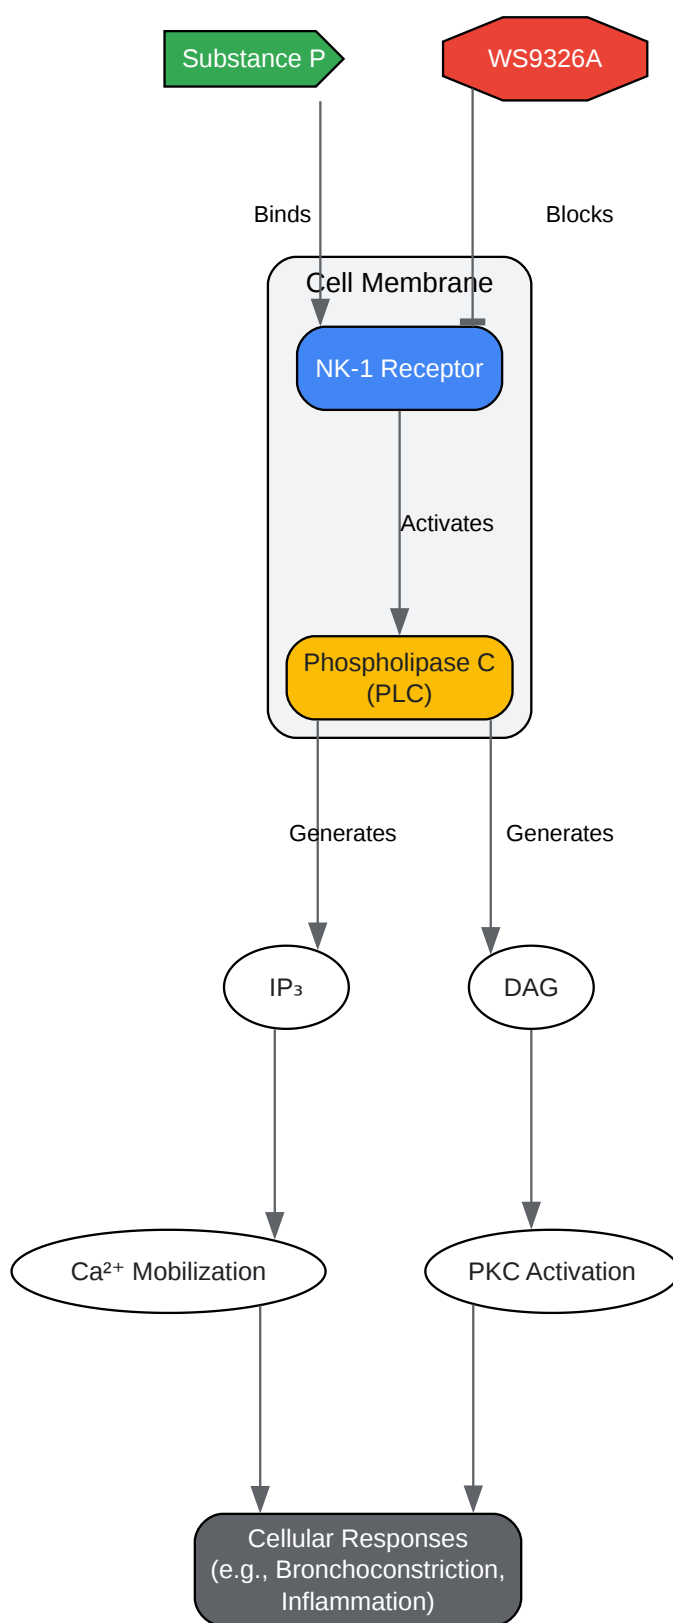 Substance P
WS9326A
Binds
Blocks
Cell Membrane
NK-1 Receptor
Activates
Phospholipase C
(PLC)
Generates
Generates
IP₃
DAG
Ca²⁺ Mobilization
PKC Activation
Cellular Responses
(e.g., Bronchoconstriction,
Inflammation)